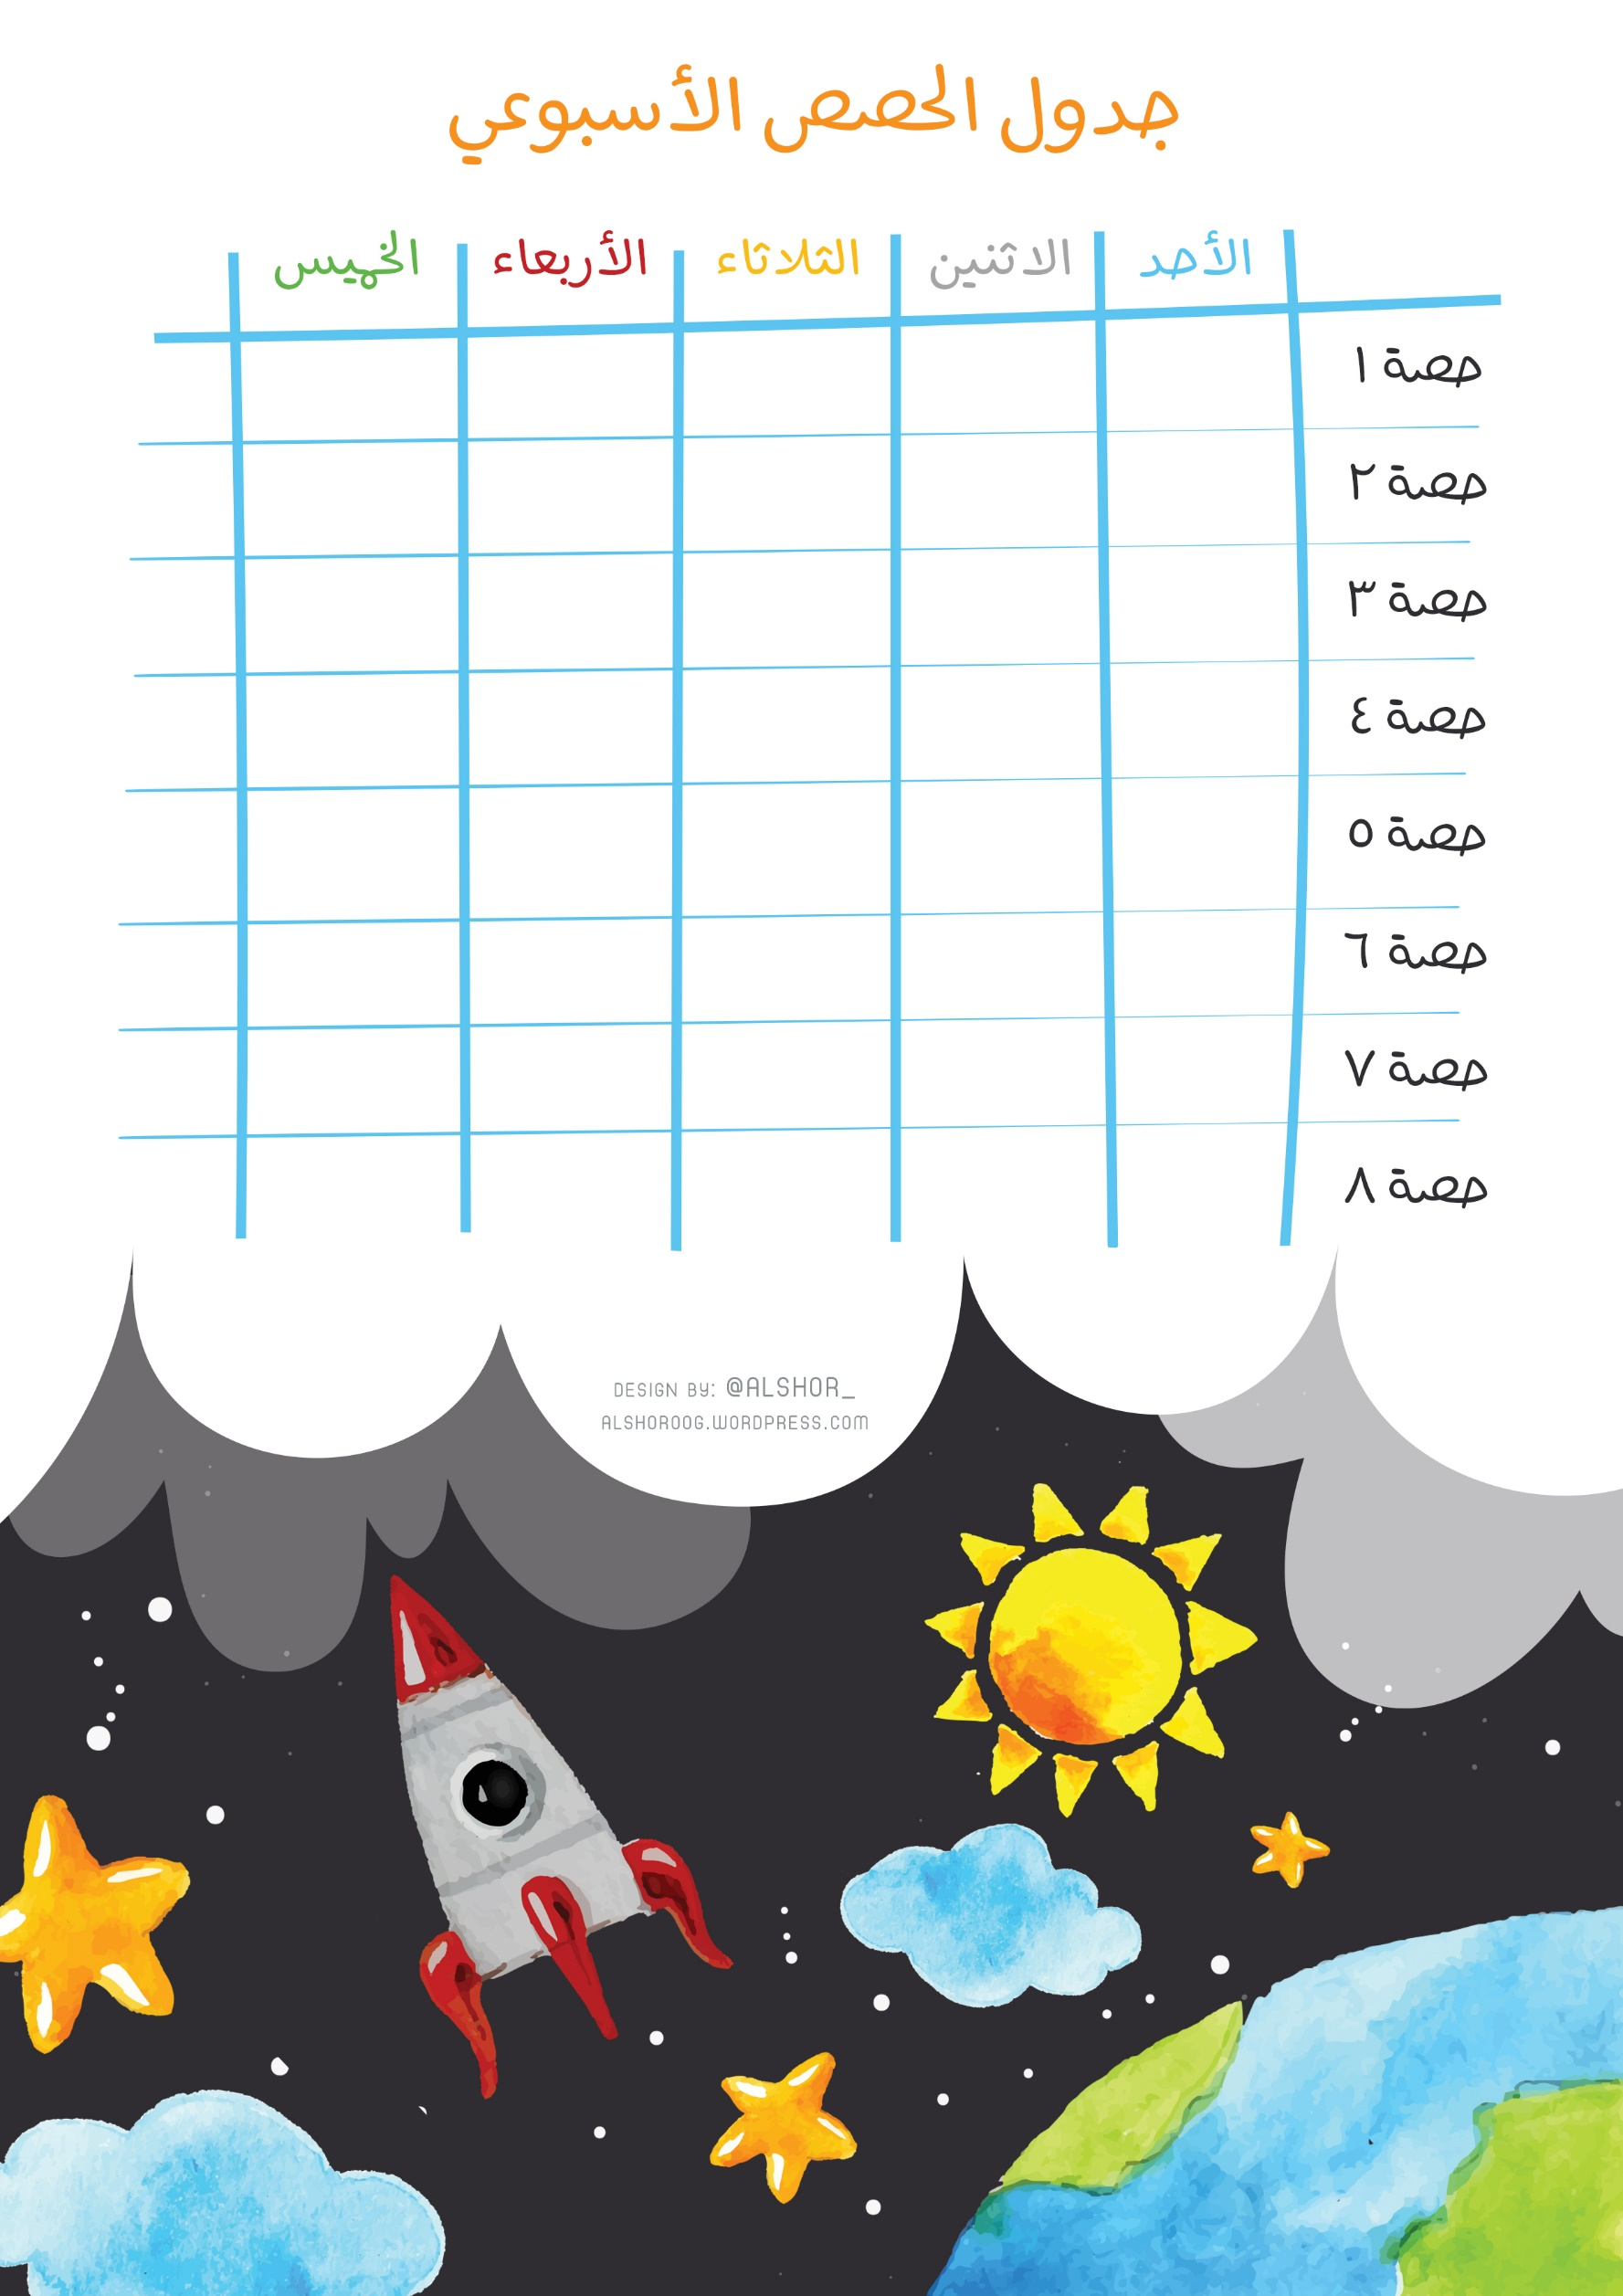 جدول الحصص الأسبوعي
الأحد الاثنين الثلاثاء الأربعاء الخميس
حصة ١
حصة ٢
حصة ٣
حصة ٤
حصة ٥
حصة ٦
حصة ٧
حصة ٨
DESIGN BY: @ALSHOR_
ALSHOROOG.WORDPRESS.COM